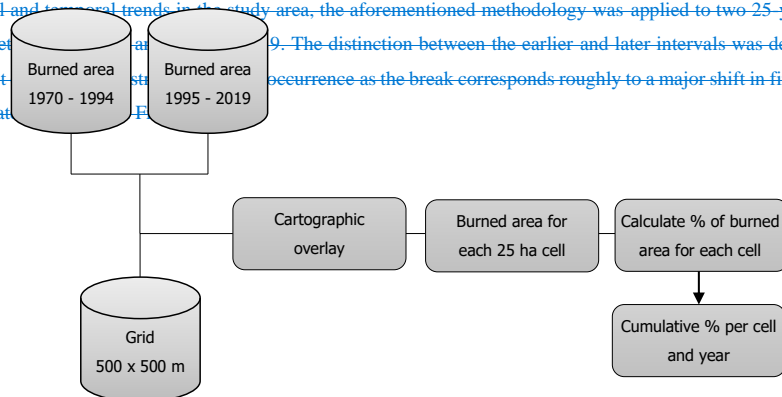 l and temporal trends in the study area, the aforementioned methodology was applied to two 25
9. The distinction between the earlier and later intervals was
occurrence as the break corresponds roughly to a major shift in
Burned area
1970 - 1994
Burned area
1995 - 2019
Cartographic
overlay
Burned area for
each 25 ha cell
Calculate % of burned
area for each cell
Grid
500 x 500 m
Cumulative % per cell
and year